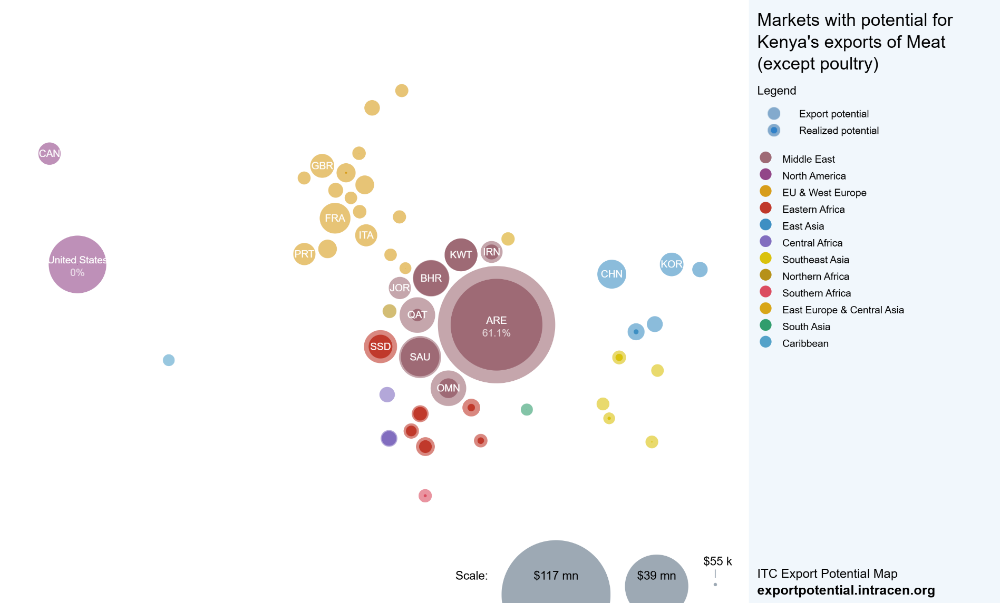 Markets with potential for
Kenya's exports of Meat
(except poultry)
Legend
Export potential
Realized potential
Middle East
North America
EU & West Europe
Eastern Africa
East Asia
Central Africa
Southeast Asia
Northern Africa
Southern Africa
East Europe & Central Asia
South Asia
Caribbean
CAN
GBR
FRA
ITA
PRT
United States
0%
KWT
IRN
BHR
JOR
QAT
ARE
61.1%
SSD
SAU
OMN
CHN
KOR
Scale:
$117 mn
$39 mn
$55 k
ITC Export Potential Map
exportpotential.intracen.org